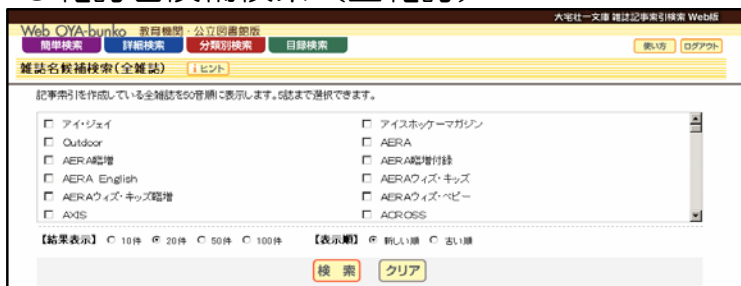 大宅壮一文庫 雑誌記事索引検索 Web版
Web OYA-bunko 教育機関・公立図書館版
簡単検索 詳細検索 分類別検索 目録検索 使い方 ログアウト
雑誌名候補検索(全雑誌) iヒント
記事索引を作成している全雑誌を50音順に表示します。5誌まで選択できます。
アイ・ジェイ アイスホッケーマガジン
Outdoor AERA
AERA臨増 AERA臨増付録
AERA English AERAウィズ・キッズ
AERAウィズ・キッズ臨増 AERAウィズ・ベビー
AXIS ACROSS
【結果表示】 10件 20件 50件 100件 【表示順】 新しい順 古い順
検 索 クリア